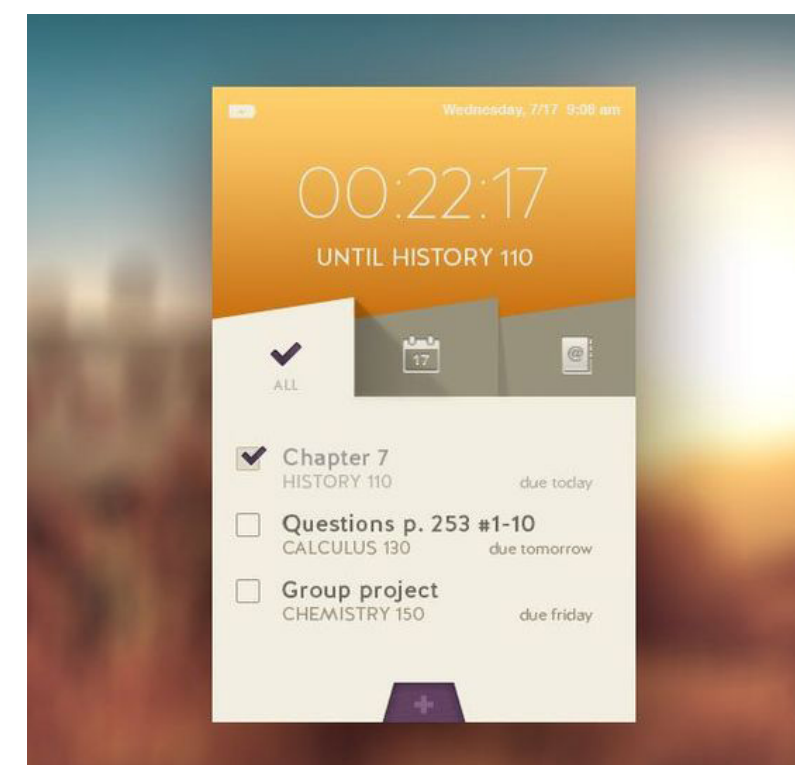 Wednesday, 7/17 9:08 am
00:22:17
UNTIL HISTORY 110
17
@
ALL
Chapter 7
HISTORY 110 due today
Questions p. 253 #1-10
CALCULUS 130 due tomorrow
Group project
CHEMISTRY 150 due friday
+